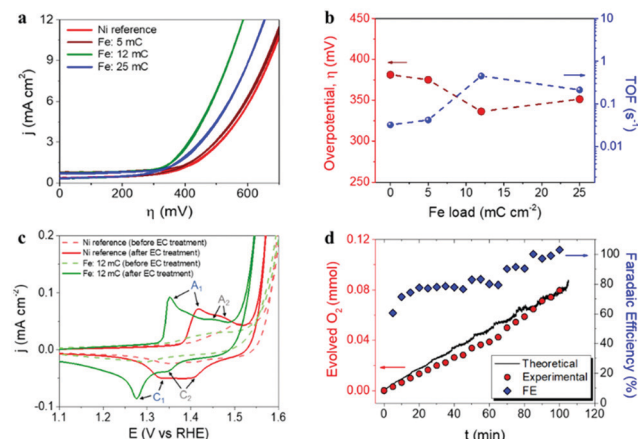 a
Ni reference
Fe: 5 mC
Fe: 12 mC
Fe: 25 mC
12
9
6
3
0
j (mA cm⁻²)
0 200 400 600
η (mV)
b
450
400
350
300
250
Overpotential, η (mV)
10
1
0.1
0.01
TOF (s⁻¹)
0 5 10 15 20 25
Fe load (mC cm⁻²)
c
Ni reference (before EC treatment)
Ni reference (after EC treatment)
Fe: 12 mC (before EC treatment)
Fe: 12 mC (after EC treatment)
0.2
0.1
0.0
-0.1
j (mA cm⁻²)
A₁
A₂
C₁
C₂
1.1 1.2 1.3 1.4 1.5 1.6
E (V vs RHE)
d
0.12
0.08
0.04
0.00
Evolved O₂ (mmol)
100
80
60
40
20
0
Faradaic Efficiency (%)
Theoretical
Experimental
FE
0 20 40 60 80 100 120
t (min)